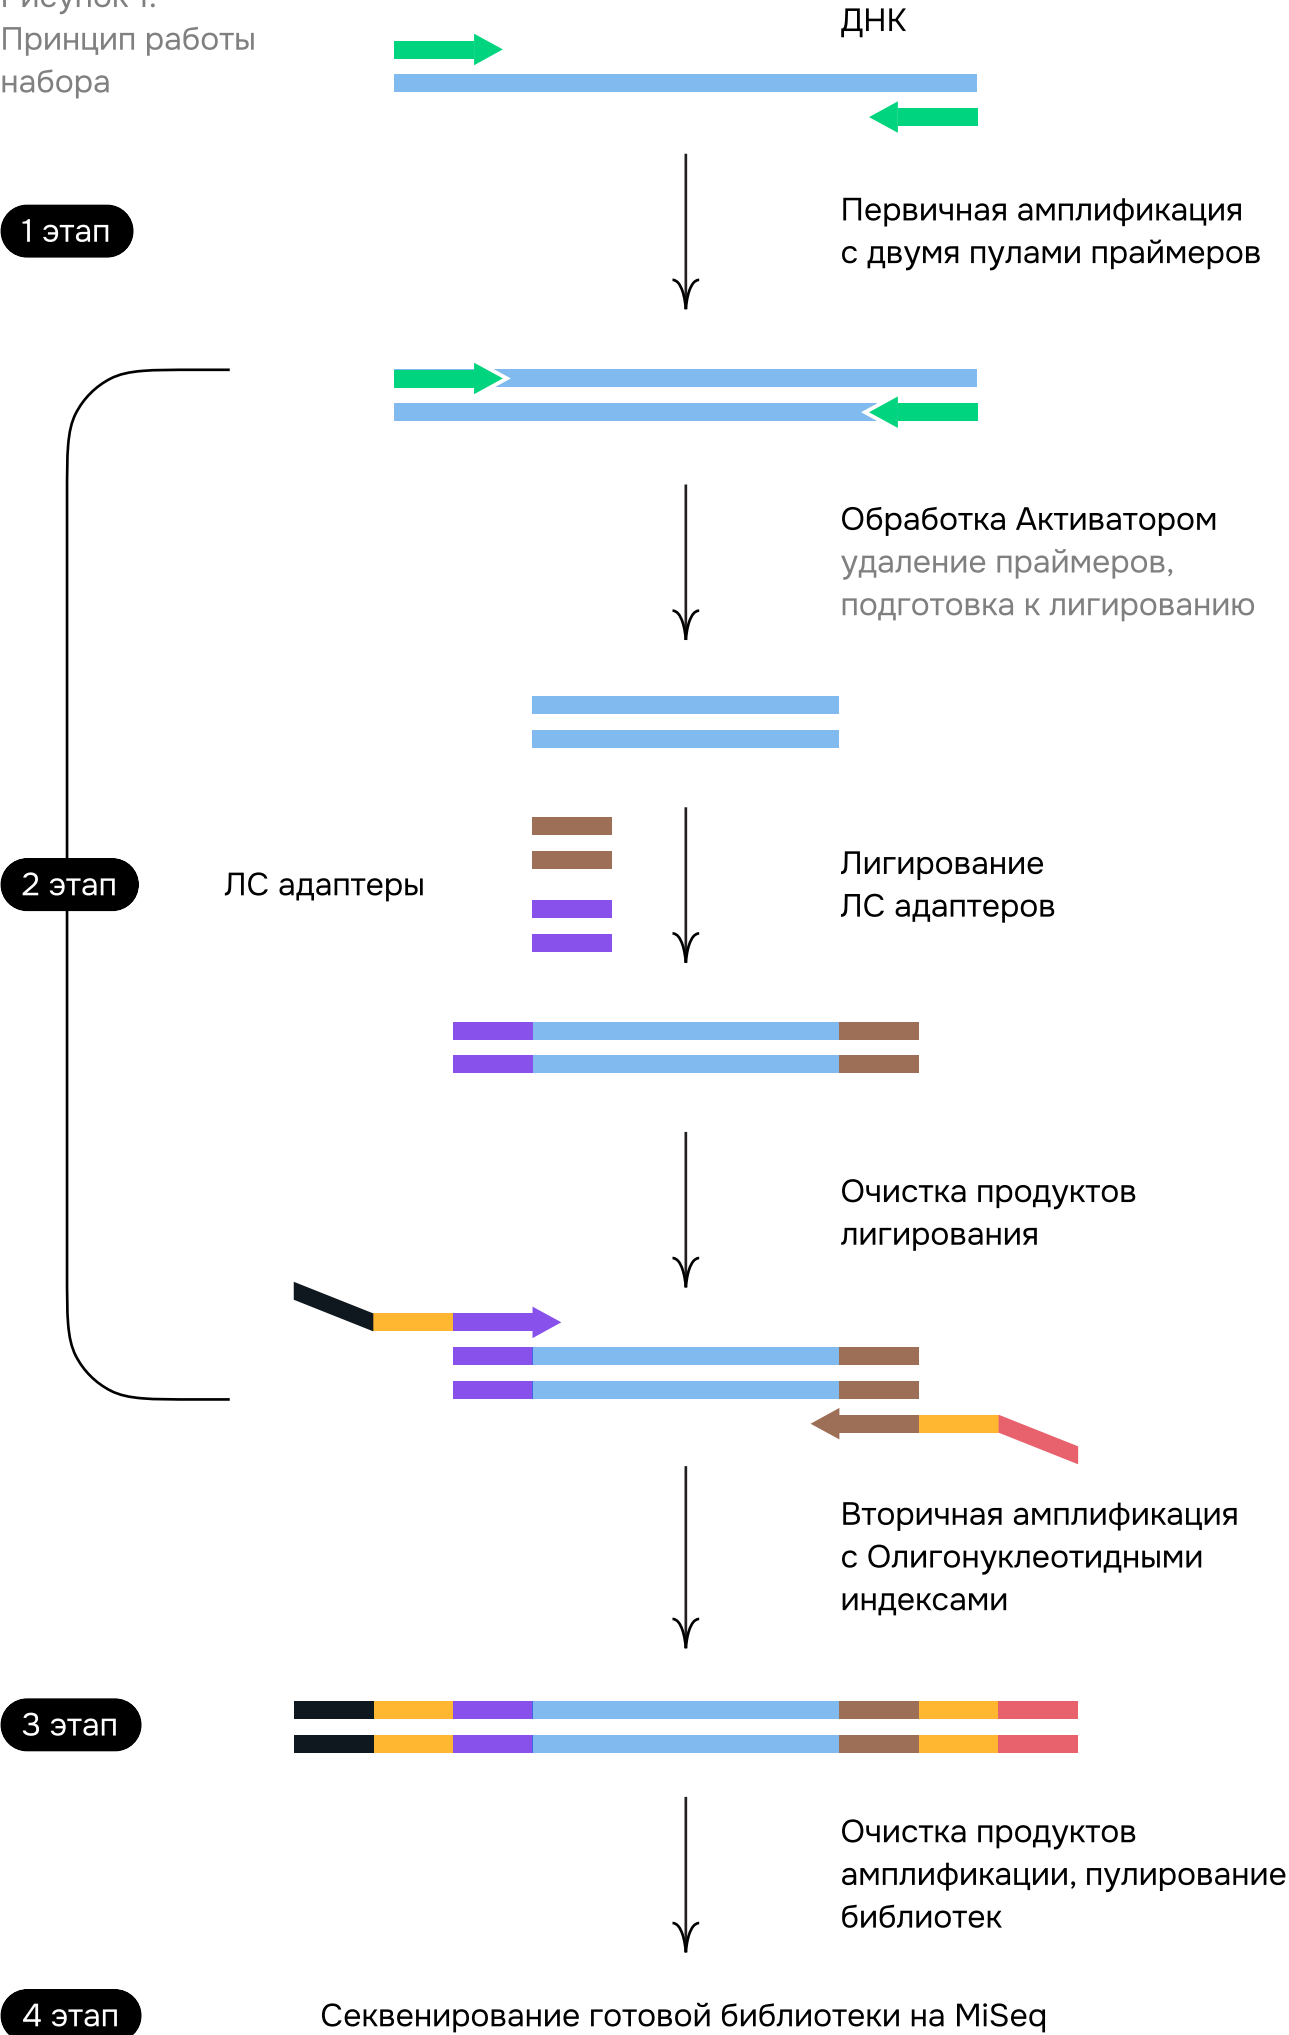 Рисунок 1.
Принцип работы
набора
ДНК
1 этап
Первичная амплификация
с двумя пулами праймеров
Обработка Активатором
удаление праймеров,
подготовка к лигированию
2 этап
ЛС адаптеры
Лигирование
ЛС адаптеров
Очистка продуктов
лигирования
Вторичная амплификация
с Олигонуклеотидными
индексами
3 этап
Очистка продуктов
амплификации, пулирование
библиотек
4 этап
Секвенирование готовой библиотеки на MiSeq